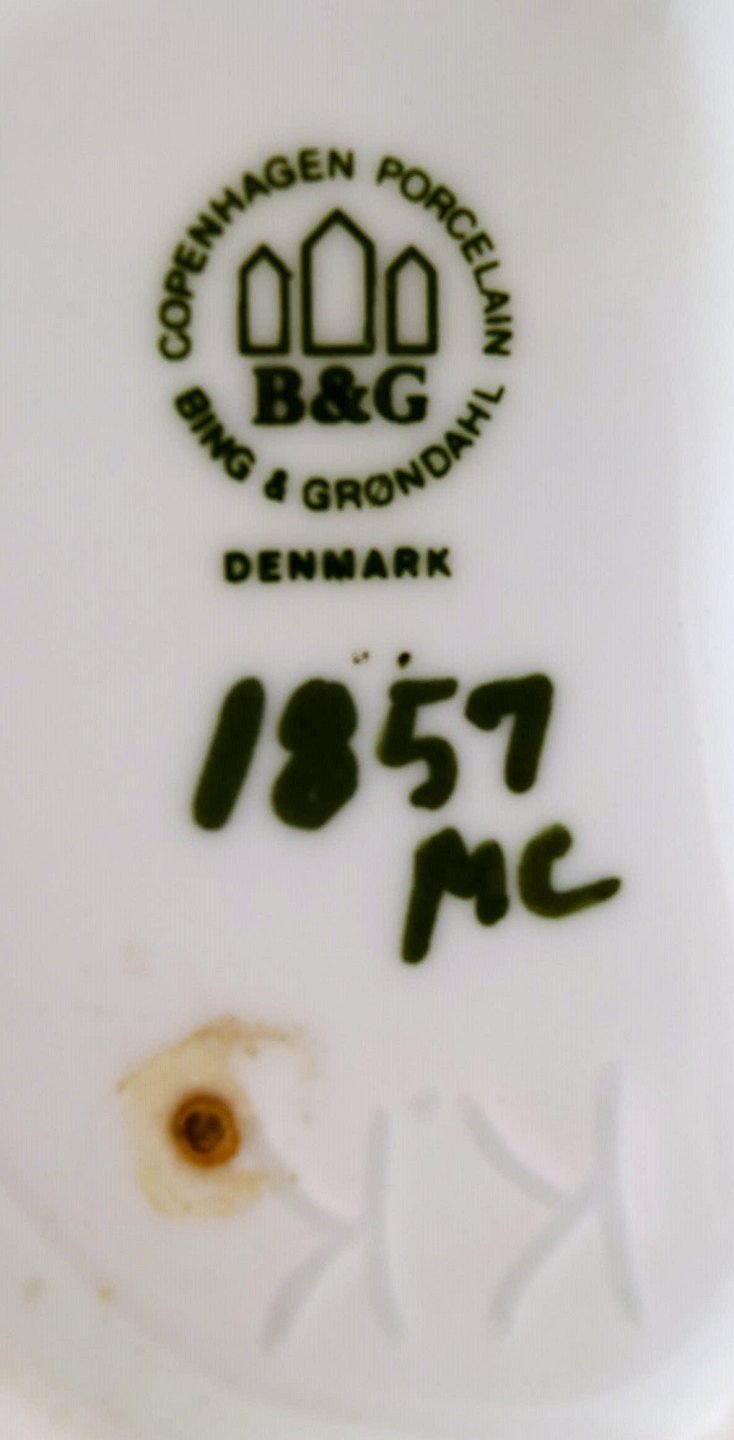 COPENHAGEN PORCELAIN
B&G
BING & GRØNDAHL
DENMARK
1857
MC